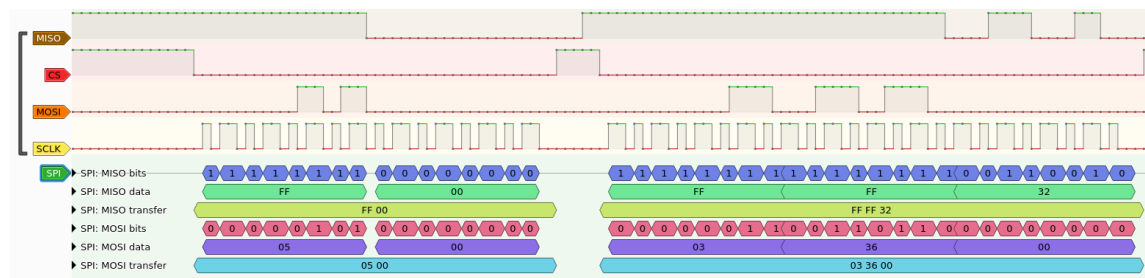 MISO
CS
MOSI
SCLK
SPI
SPI: MISO bits 1 1 1 1 1 1 1 1 0 0 0 0 0 0 0 0 1 1 1 1 1 1 1 1 1 1 1 1 1 1 1 1 0 0 1 1 0 0 1 0
SPI: MISO data FF 00 FF FF 32
SPI: MISO transfer FF 00 FF FF 32
SPI: MOSI bits 0 0 0 0 0 1 0 1 0 0 0 0 0 0 0 0 0 0 0 0 0 0 1 1 0 0 1 1 0 1 1 0 0 0 0 0 0 0 0 0
SPI: MOSI data 05 00 03 36 00
SPI: MOSI transfer 05 00 03 36 00